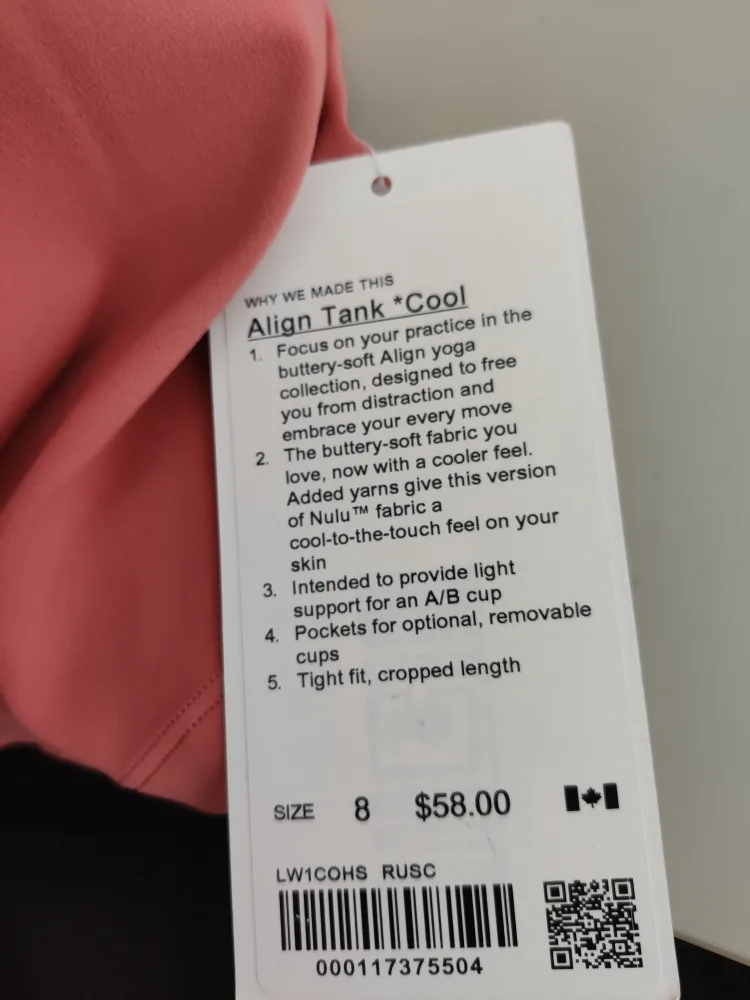 WHY WE MADE THIS
Align Tank *Cool
1. Focus on your practice in the
buttery-soft Align yoga
collection, designed to free
you from distraction and
embrace your every move
2. The buttery-soft fabric you
love, now with a cooler feel.
Added yarns give this version
of Nulu™ fabric a
cool-to-the-touch feel on your
skin
3. Intended to provide light
support for an A/B cup
4. Pockets for optional, removable
cups
5. Tight fit, cropped length
SIZE 8 $58.00
LW1COHS RUSC
000117375504